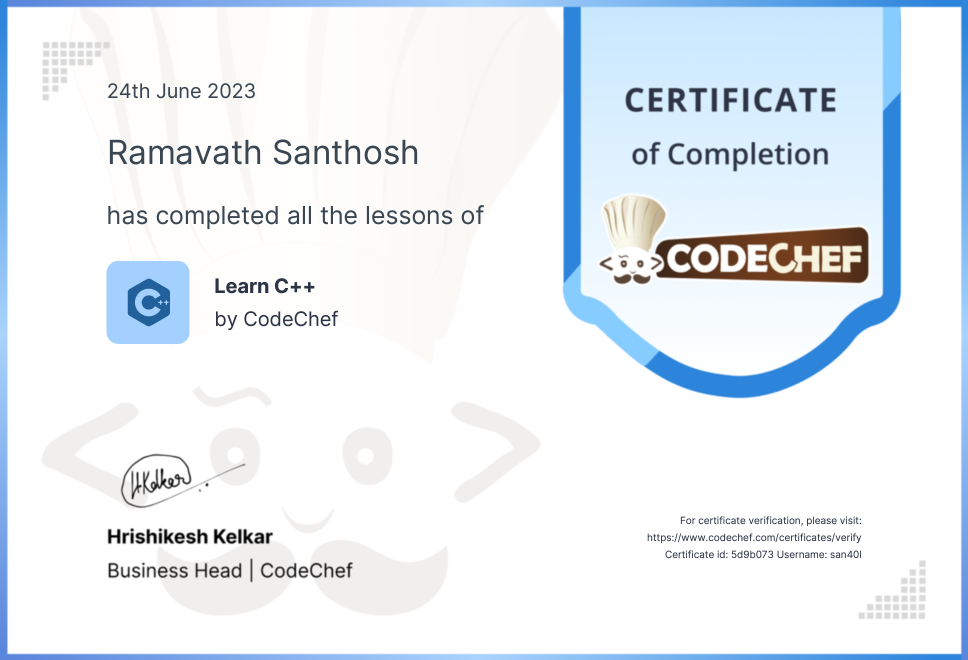 24th June 2023
Ramavath Santhosh
has completed all the lessons of
Learn C++
by CodeChef
CERTIFICATE
of Completion
CODECHEF
H.Kelker
Hrishikesh Kelkar
Business Head | CodeChef
For certificate verification, please visit:
https://www.codechef.com/certificates/verify
Certificate id: 5d9b073 Username: san40l